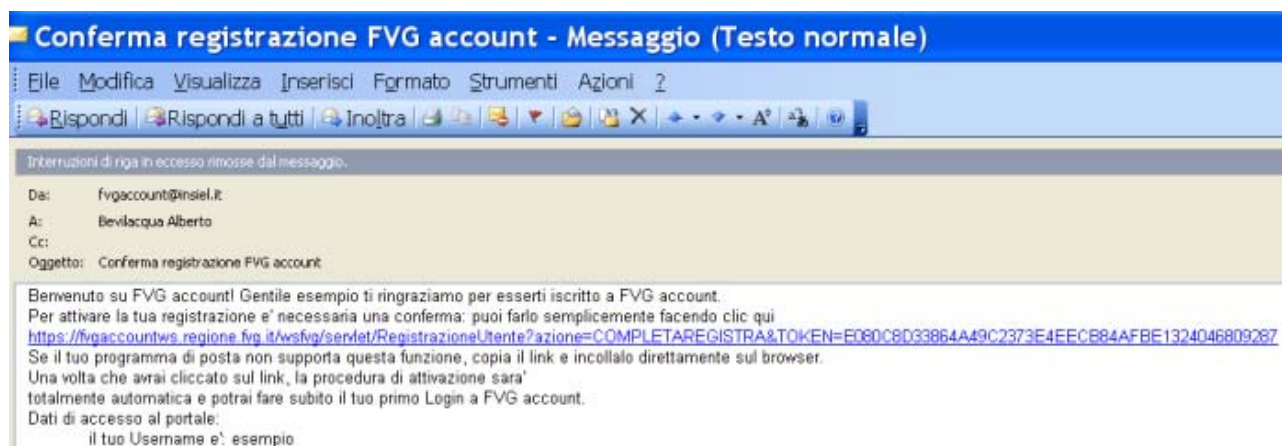 Conferma registrazione FVG account - Messaggio (Testo normale)
File Modifica Visualizza Inserisci Formato Strumenti Azioni ?
Rispondi Rispondi a tutti Inoltra
Interruzioni di riga in eccesso rimosse dal messaggio.
Da: fvgaccount@insiel.it
A: Bevilacqua Alberto
Cc:
Oggetto: Conferma registrazione FVG account
Benvenuto su FVG account! Gentile esempio ti ringraziamo per esserti iscritto a FVG account.
Per attivare la tua registrazione e' necessaria una conferma: puoi farlo semplicemente facendo clic qui
https://fvgaccountws.regione.fvg.it/wsfvg/servlet/RegistrazioneUtente?azione=COMPLETAREGISTRA&TOKEN=E080C8D33864A49C2373E4EECB84AFBE1324046809287
Se il tuo programma di posta non supporta questa funzione, copia il link e incollalo direttamente sul browser.
Una volta che avrai cliccato sul link, la procedura di attivazione sara'
totalmente automatica e potrai fare subito il tuo primo Login a FVG account.
Dati di accesso al portale:
il tuo Username e': esempio